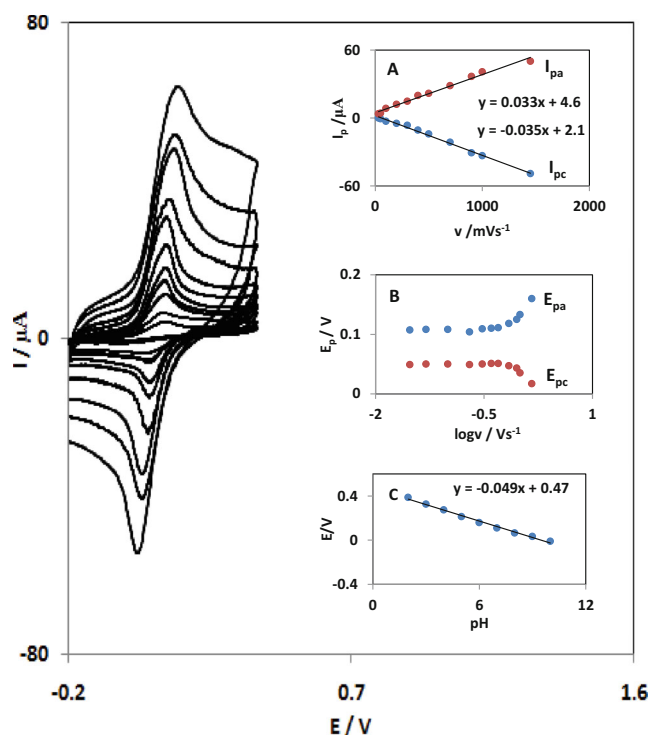 80
I / µA
0
-80
-0.2
0.7
1.6
E / V
A
60
0
-60
Ip /µA
Ipa
y = 0.033x + 4.6
y = -0.035x + 2.1
Ipc
0
1000
2000
v /mVs-1
B
0.2
0.1
0
Ep / V
Epa
Epc
-2
-0.5
1
logv / Vs-1
C
y = -0.049x + 0.47
0.4
0
-0.4
E/V
0
6
12
pH